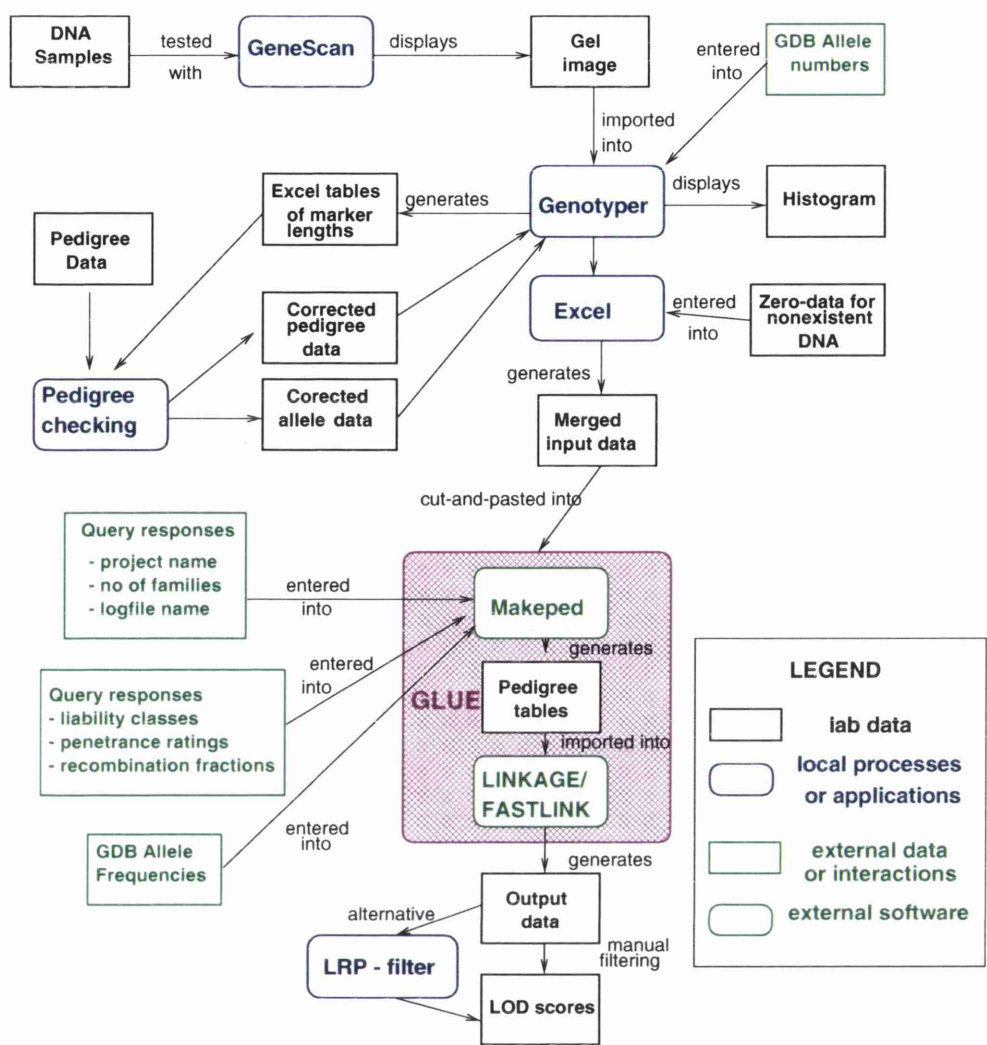 DNA
Samples
tested
with
GeneScan
displays
Gel
image
entered
into
GDB Allele
numbers
imported
into
Excel tables
of marker
lengths
generates
Genotyper
displays
Histogram
Pedigree
Data
Corrected
pedigree
data
Excel
entered
into
Zero-data for
nonexistent
DNA
Pedigree
checking
Corected
allele data
generates
Merged
input data
cut-and-pasted into
Query responses
- project name
- no of families
- logfile name
entered
into
Makeped
generates
Query responses
- liability classes
- penetrance ratings
- recombination fractions
entered
into
GLUE
Pedigree
tables
imported into
LINKAGE/
FASTLINK
GDB Allele
Frequencies
entered
into
generates
Output
data
alternative
manual
filtering
LRP - filter
LOD scores
LEGEND
lab data
local processes
or applications
external data
or interactions
external software